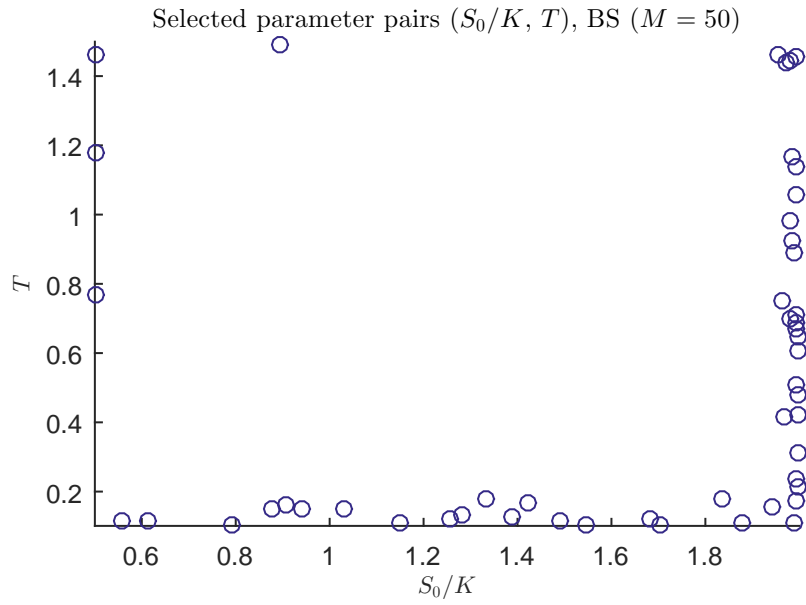 Selected parameter pairs (S₀/K, T), BS (M = 50)
1.4
1.2
1
0.8
0.6
0.4
0.2
T
0.6 0.8 1 1.2 1.4 1.6 1.8
S₀/K